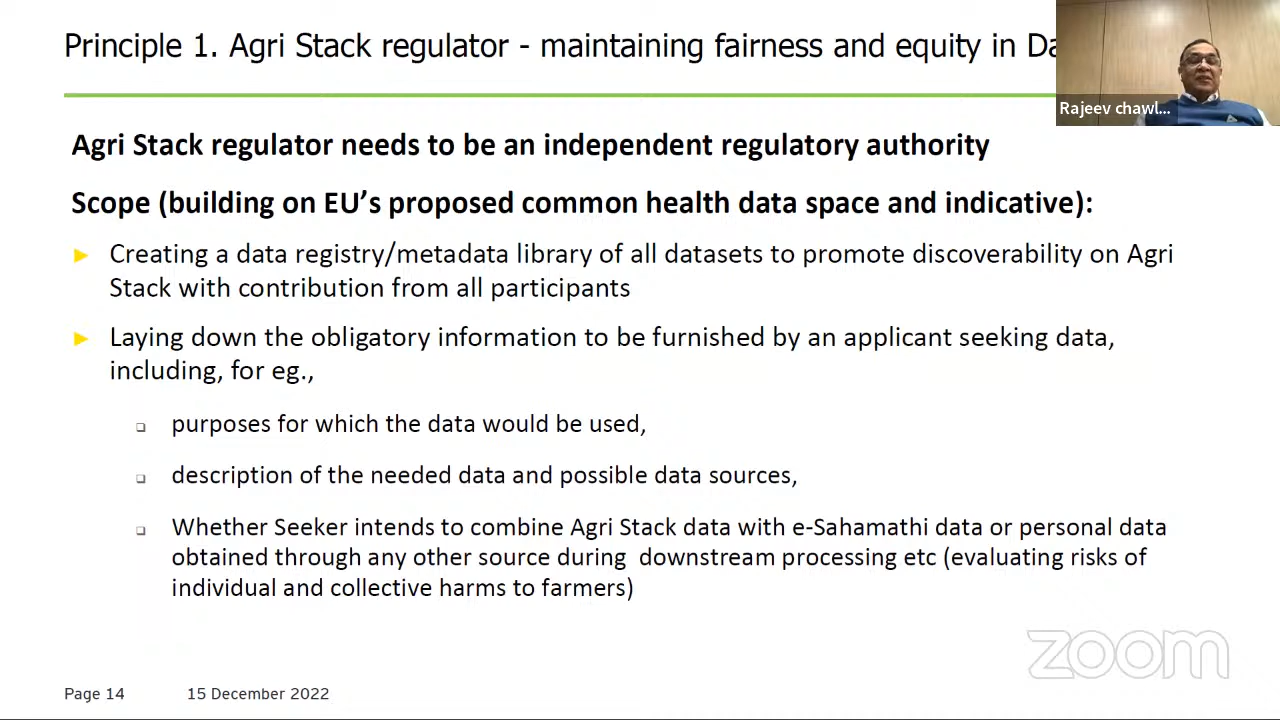 Principle 1. Agri Stack regulator - maintaining fairness and equity in Da
Rajeev chawl...
Agri Stack regulator needs to be an independent regulatory authority
Scope (building on EU’s proposed common health data space and indicative):
Creating a data registry/metadata library of all datasets to promote discoverability on Agri
Stack with contribution from all participants
Laying down the obligatory information to be furnished by an applicant seeking data,
including, for eg.,
purposes for which the data would be used,
description of the needed data and possible data sources,
Whether Seeker intends to combine Agri Stack data with e-Sahamathi data or personal data
obtained through any other source during downstream processing etc (evaluating risks of
individual and collective harms to farmers)
zoom
Page 14 15 December 2022